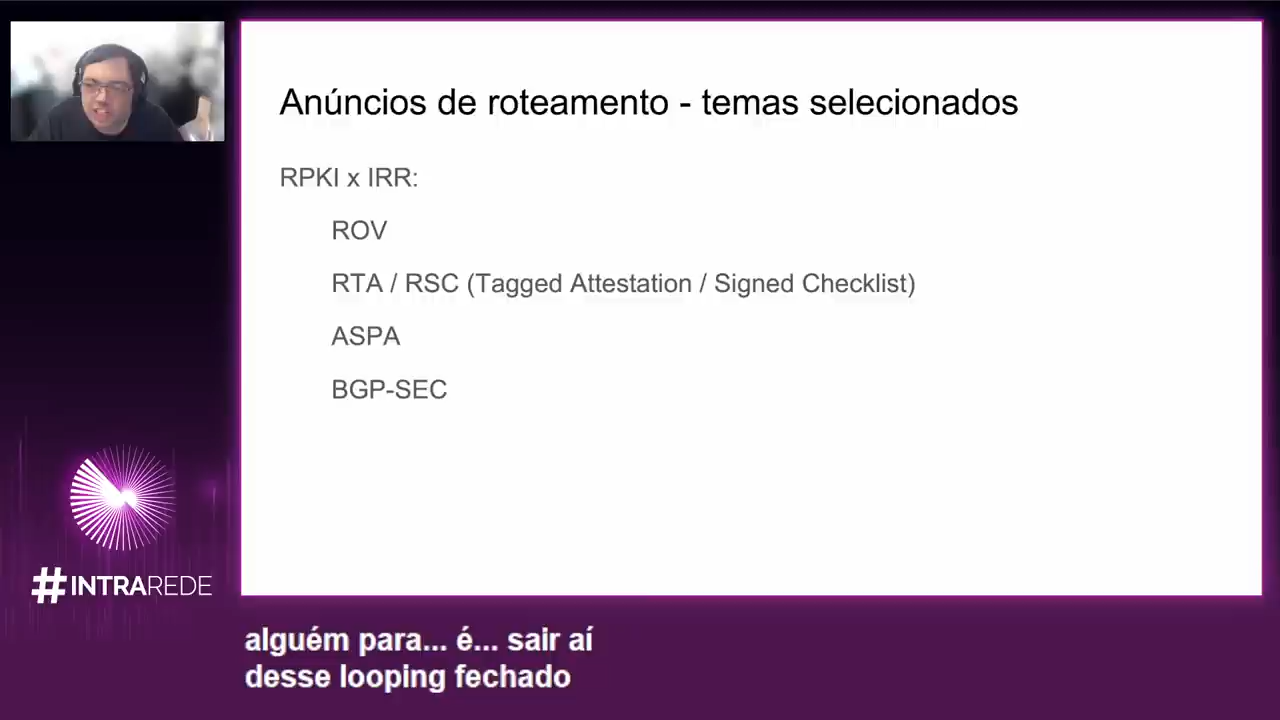 Anúncios de roteamento - temas selecionados
RPKI x IRR:
ROV
RTA / RSC (Tagged Attestation / Signed Checklist)
ASPA
BGP-SEC
#INTRAREDE
alguém para... é... sair aí
desse looping fechado